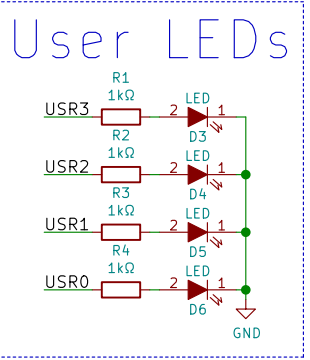 User LEDs
R1
1kΩ
LED
USR3
2
1
D3
R2
1kΩ
LED
USR2
2
1
D4
R3
1kΩ
LED
USR1
2
1
D5
R4
1kΩ
LED
USR0
2
1
D6
GND